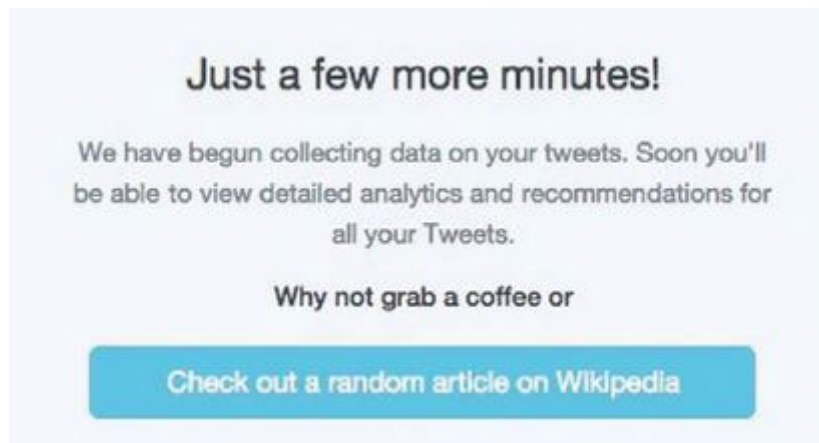 Just a few more minutes!
We have begun collecting data on your tweets. Soon you'll
be able to view detailed analytics and recommendations for
all your Tweets.
Why not grab a coffee or
Check out a random article on Wikipedia